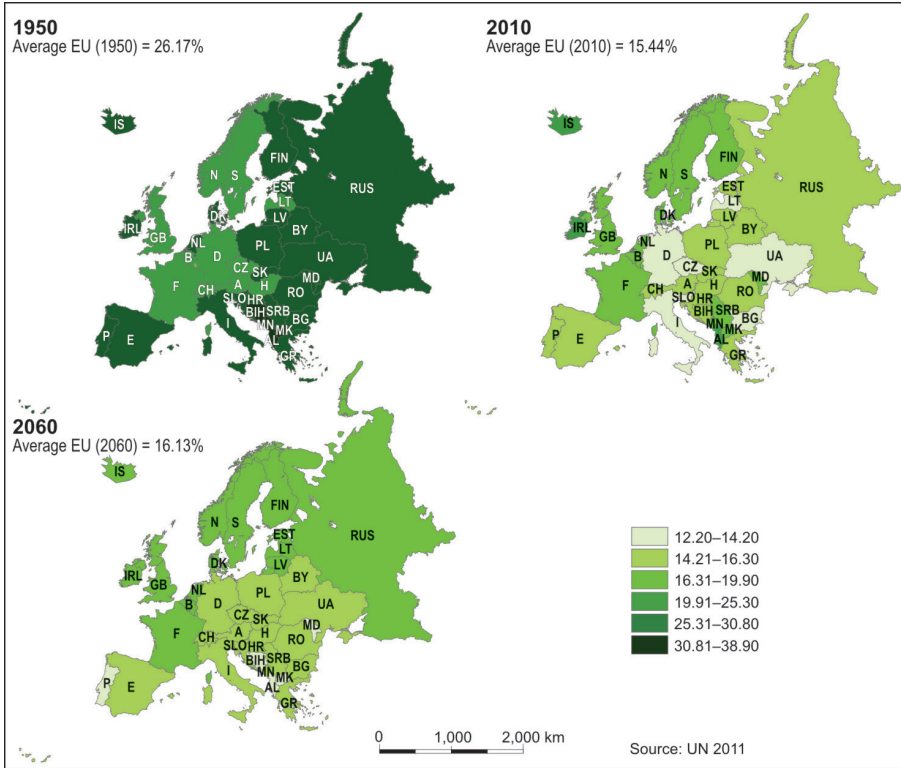 1950
Average EU (1950) = 26.17%
IS
FIN
N
S
RUS
EST
LT
LV
DK
IRL
GB
BY
NL
PL
B
D
UA
CZ
SK
MD
F
CH
A
H
RO
SLO
HR
BIH
SRB
BG
I
MN
MK
AL
P
E
GR
2010
Average EU (2010) = 15.44%
IS
FIN
N
S
RUS
EST
LT
LV
DK
IRL
GB
BY
NL
PL
B
D
UA
CZ
SK
MD
F
CH
A
H
RO
SLO
HR
BIH
SRB
BG
I
MN
MK
AL
P
E
GR
2060
Average EU (2060) = 16.13%
IS
FIN
N
S
RUS
EST
LT
LV
DK
IRL
GB
BY
NL
PL
B
D
UA
CZ
SK
MD
F
CH
A
H
RO
SLO
HR
BIH
SRB
BG
I
MN
MK
AL
P
E
GR
12.20–14.20
14.21–16.30
16.31–19.90
19.91–25.30
25.31–30.80
30.81–38.90
0 1,000 2,000 km
Source: UN 2011